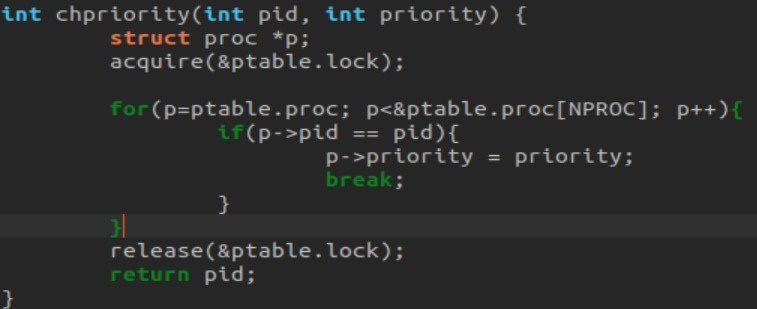 int chpriority(int pid, int priority) {
struct proc *p;
acquire(&ptable.lock);
for(p=ptable.proc; p<&ptable.proc[NPROC]; p++){
if(p->pid == pid){
p->priority = priority;
break;
}
}
release(&ptable.lock);
return pid;
}